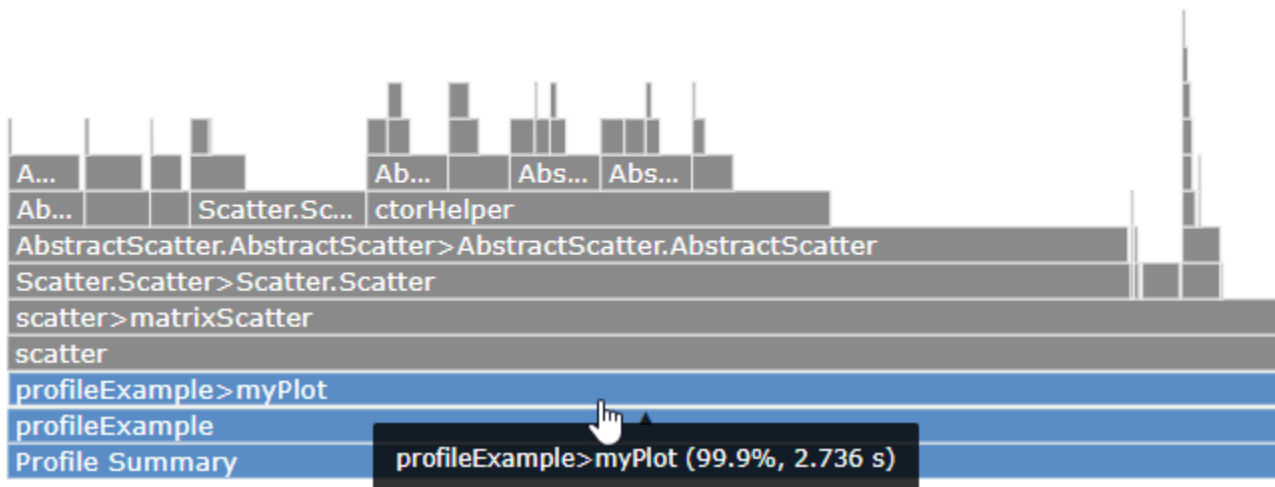 A...
Ab...
Abs...
Abs...
Ab...
Scatter.Sc...
ctorHelper
AbstractScatter.AbstractScatter>AbstractScatter.AbstractScatter
Scatter.Scatter>Scatter.Scatter
scatter>matrixScatter
scatter
profileExample>myPlot
profileExample
Profile Summary
profileExample>myPlot (99.9%, 2.736 s)